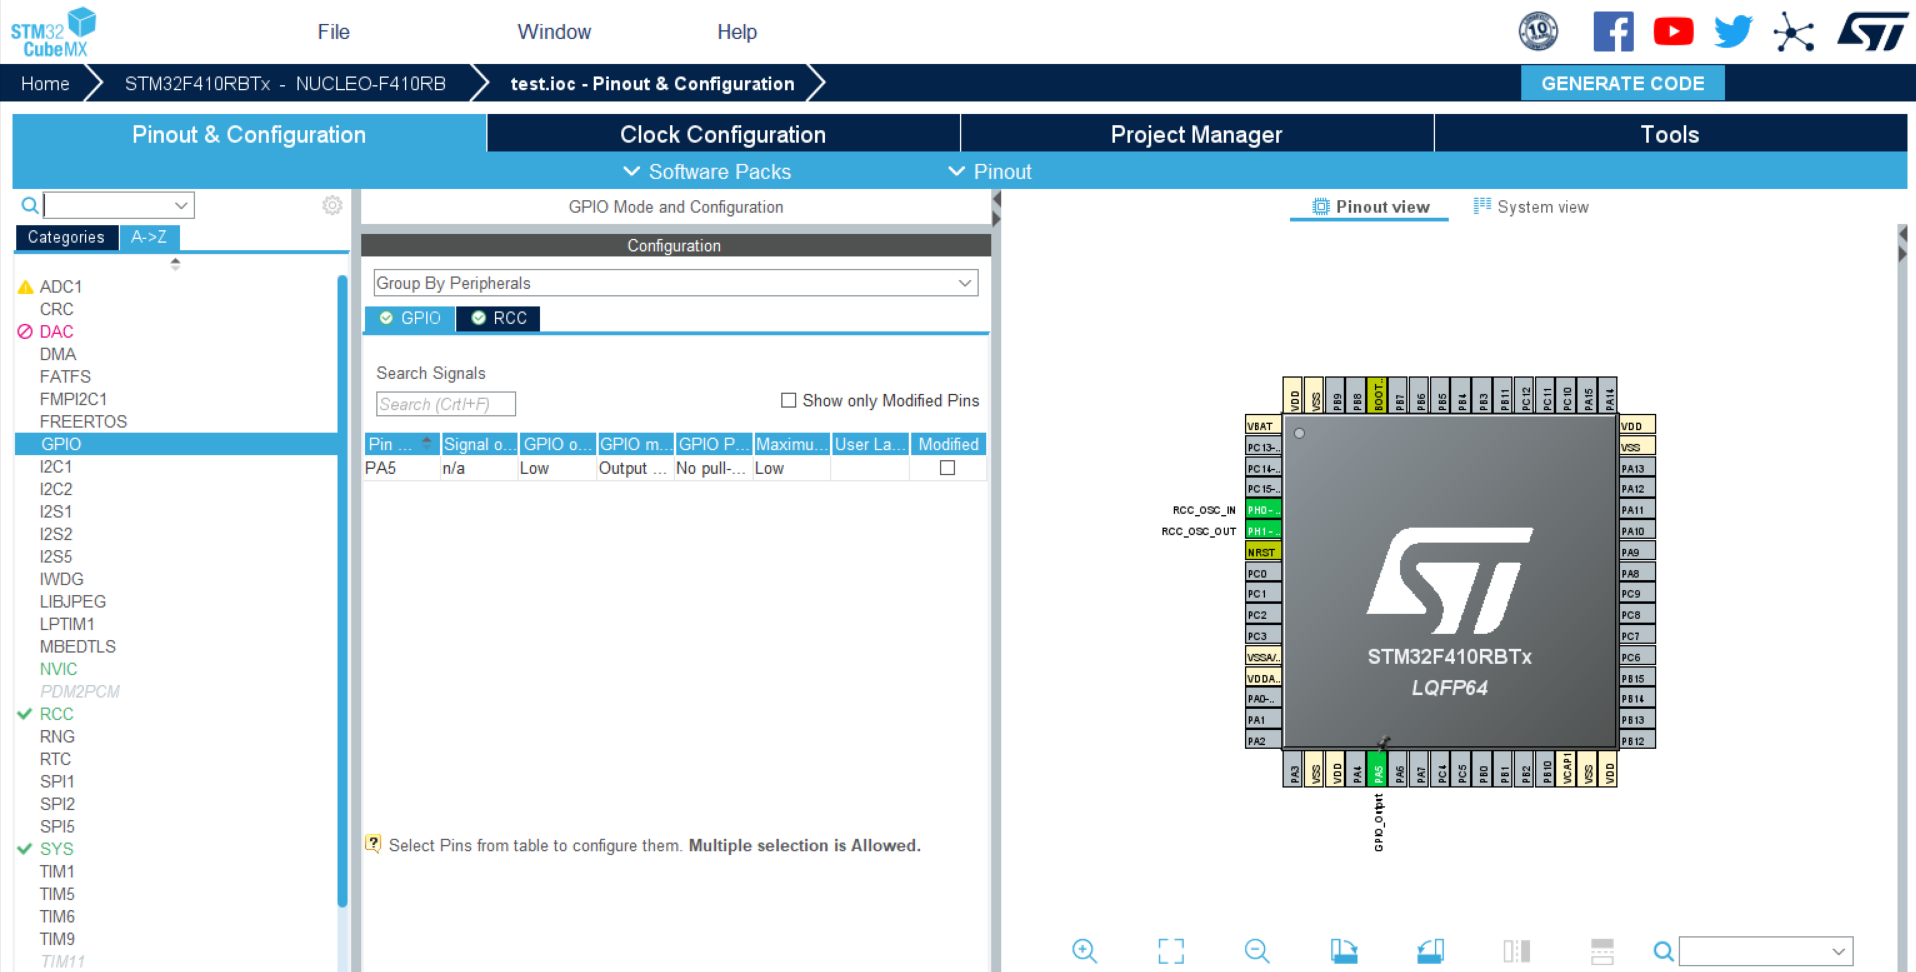 STM32
CubeMX
File
Window
Help
10
Home
STM32F410RBTx - NUCLEO-F410RB
test.ioc - Pinout & Configuration
GENERATE CODE
Pinout & Configuration
Clock Configuration
Project Manager
Tools
Software Packs
Pinout
Categories
A->Z
ADC1
CRC
DAC
DMA
FATFS
FMPI2C1
FREERTOS
GPIO
I2C1
I2C2
I2S1
I2S2
I2S5
IWDG
LIBJPEG
LPTIM1
MBEDTLS
NVIC
PDM2PCM
RCC
RNG
RTC
SPI1
SPI2
SPI5
SYS
TIM1
TIM5
TIM6
TIM9
TIM11
GPIO Mode and Configuration
Configuration
Group By Peripherals
GPIO
RCC
Search Signals
Search (CrtI+F)
Show only Modified Pins
Pin ... Signal o... GPIO o... GPIO m... GPIO P... Maximu... User La... Modified
PA5 n/a Low Output ... No pull-... Low
Select Pins from table to configure them. Multiple selection is Allowed.
Pinout view
System view
VDD VSS PB9 PB8 BOOT.. PB7 PB6 PB5 PB4 PB3 PB11 PC12 PC11 PC10 PA15 PA14
VBAT
PC13-..
PC14-..
PC15-..
RCC_OSC_IN PH0-..
RCC_OSC_OUT PH1-..
NRST
PC0
PC1
PC2
PC3
VSSA/..
VDDA..
PA0-..
PA1
PA2
STM32F410RBTx
LQFP64
VDD
VSS
PA13
PA12
PA11
PA10
PA9
PA8
PC9
PC8
PC7
PC6
PB15
PB14
PB13
PB12
PA3 VSS VDD PA4 PA5 PA6 PA7 PC4 PC5 PB0 PB1 PB2 PB10 VCAP1 VSS VDD
GPIO_Output